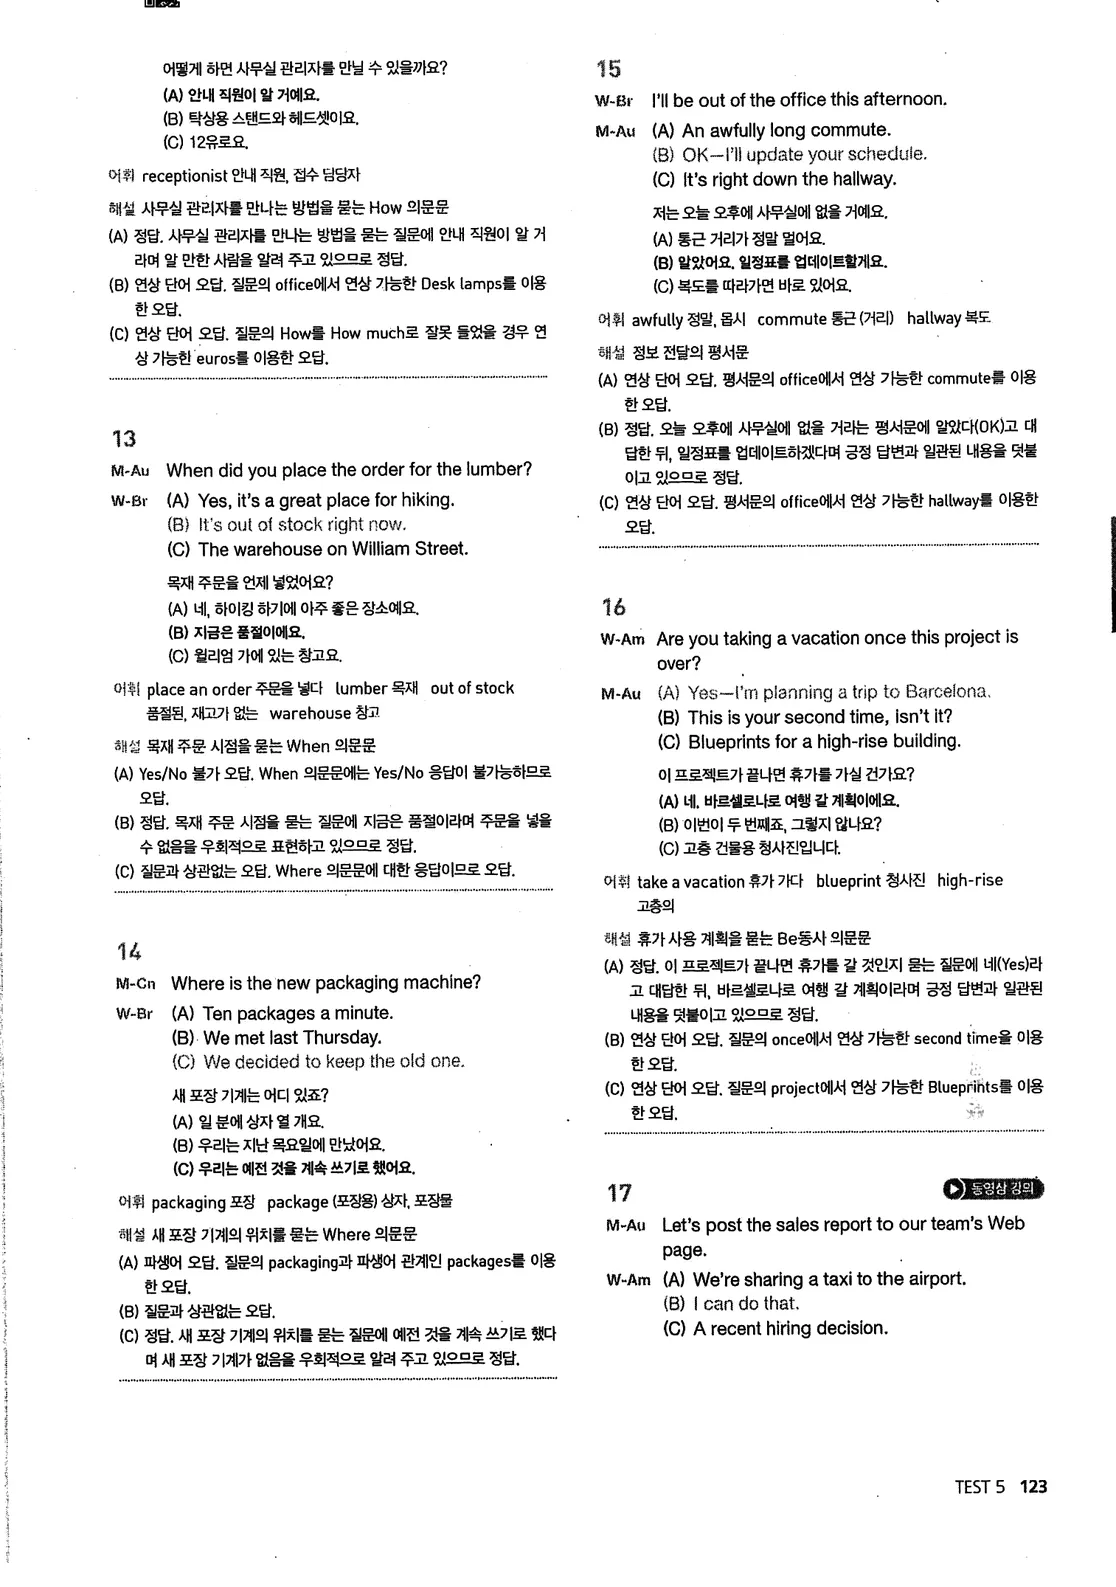 어떻게 하면 사무실 관리자를 만날 수 있을까요?
(A) 안내 직원이 알 거예요.
(B) 탁상용 스탠드와 헤드셋이요.
(C) 12유로요.
어휘 receptionist 안내 직원, 접수 담당자
해설 사무실 관리자를 만나는 방법을 묻는 How 의문문
(A) 정답. 사무실 관리자를 만나는 방법을 묻는 질문에 안내 직원이 알 거
라며 알 만한 사람을 알려 주고 있으므로 정답.
(B) 연상 단어 오답. 질문의 office에서 연상 가능한 Desk lamps를 이용
한 오답.
(C) 연상 단어 오답. 질문의 How를 How much로 잘못 들었을 경우 연
상 가능한 euros를 이용한 오답.
13
M-Au When did you place the order for the lumber?
W-Br (A) Yes, it's a great place for hiking.
(B) It's out of stock right now.
(C) The warehouse on William Street.
목재 주문을 언제 넣었어요?
(A) 네, 하이킹 하기에 아주 좋은 장소예요.
(B) 지금은 품절이에요.
(C) 윌리엄 가에 있는 창고요.
어휘 place an order 주문을 넣다 lumber 목재 out of stock
품절된, 재고가 없는 warehouse 창고
해설 목재 주문 시점을 묻는 When 의문문
(A) Yes/No 불가 오답. When 의문문에는 Yes/No 응답이 불가능하므로
오답.
(B) 정답. 목재 주문 시점을 묻는 질문에 지금은 품절이라며 주문을 넣을
수 없음을 우회적으로 표현하고 있으므로 정답.
(C) 질문과 상관없는 오답. Where 의문문에 대한 응답이므로 오답.
14
M-Cn Where is the new packaging machine?
W-Br (A) Ten packages a minute.
(B) We met last Thursday.
(C) We decided to keep the old one.
새 포장 기계는 어디 있죠?
(A) 일 분에 상자 열 개요.
(B) 우리는 지난 목요일에 만났어요.
(C) 우리는 예전 것을 계속 쓰기로 했어요.
어휘 packaging 포장 package (포장용) 상자, 포장물
해설 새 포장 기계의 위치를 묻는 Where 의문문
(A) 파생어 오답. 질문의 packaging과 파생어 관계인 packages를 이용
한 오답.
(B) 질문과 상관없는 오답.
(C) 정답. 새 포장 기계의 위치를 묻는 질문에 예전 것을 계속 쓰기로 했다
며 새 포장 기계가 없음을 우회적으로 알려 주고 있으므로 정답.
15
W-Br I'll be out of the office this afternoon.
M-Au (A) An awfully long commute.
(B) OK—I'll update your schedule.
(C) It's right down the hallway.
저는 오늘 오후에 사무실에 없을 거예요.
(A) 통근 거리가 정말 멀어요.
(B) 알았어요. 일정표를 업데이트할게요.
(C) 복도를 따라가면 바로 있어요.
어휘 awfully 정말, 몹시 commute 통근 (거리) hallway 복도
해설 정보 전달의 평서문
(A) 연상 단어 오답. 평서문의 office에서 연상 가능한 commute를 이용
한 오답.
(B) 정답. 오늘 오후에 사무실에 없을 거라는 평서문에 알았다(OK)고 대
답한 뒤, 일정표를 업데이트하겠다며 긍정 답변과 일관된 내용을 덧붙
이고 있으므로 정답.
(C) 연상 단어 오답. 평서문의 office에서 연상 가능한 hallway를 이용한
오답.
16
W-Am Are you taking a vacation once this project is
over?
M-Au (A) Yes—I'm planning a trip to Barcelona.
(B) This is your second time, isn't it?
(C) Blueprints for a high-rise building.
이 프로젝트가 끝나면 휴가를 가실 건가요?
(A) 네. 바르셀로나로 여행 갈 계획이에요.
(B) 이번이 두 번째죠, 그렇지 않나요?
(C) 고층 건물용 청사진입니다.
어휘 take a vacation 휴가 가다 blueprint 청사진 high-rise
고층의
해설 휴가 사용 계획을 묻는 Be동사 의문문
(A) 정답. 이 프로젝트가 끝나면 휴가를 갈 것인지 묻는 질문에 네(Yes)라
고 대답한 뒤, 바르셀로나로 여행 갈 계획이라며 긍정 답변과 일관된
내용을 덧붙이고 있으므로 정답.
(B) 연상 단어 오답. 질문의 once에서 연상 가능한 second time을 이용
한 오답.
(C) 연상 단어 오답. 질문의 project에서 연상 가능한 Blueprints를 이용
한 오답.
17 동영상 강의
M-Au Let's post the sales report to our team's Web
page.
W-Am (A) We're sharing a taxi to the airport.
(B) I can do that.
(C) A recent hiring decision.
TEST 5 123